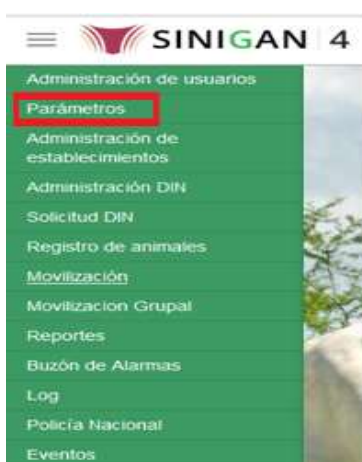 SINIGAN 4
Administración de usuarios
Parámetros
Administración de
establecimientos
Administración DIN
Solicitud DIN
Registro de animales
Movilización
Movilizacion Grupal
Reportes
Buzón de Alarmas
Log
Policía Nacional
Eventos